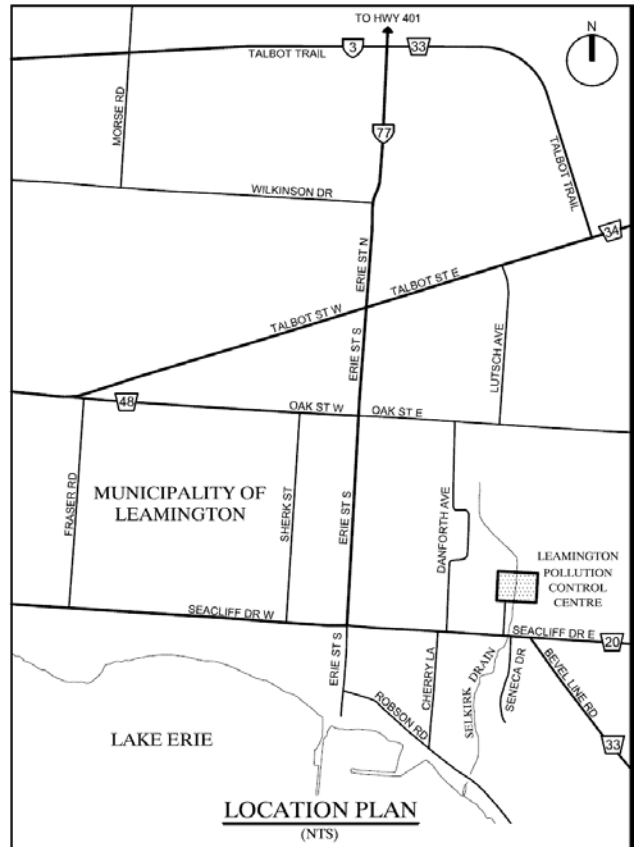 TO HWY 401
N
3
33
TALBOT TRAIL
MORSE RD
77
TALBOT TRAIL
WILKINSON DR
34
ERIE ST N
TALBOT ST E
TALBOT ST W
ERIE ST S
LUTSCH AVE
48
OAK ST W
OAK ST E
FRASER RD
MUNICIPALITY OF
LEAMINGTON
SHERK ST
ERIE ST S
DANFORTH AVE
LEAMINGTON
POLLUTION
CONTROL
CENTRE
SEACLIFF DR W
SEACLIFF DR E
20
ERIE ST S
CHERRY LA
SELKIRK DRAIN
SENECA DR
BEVEL LINE RD
ROBSON RD
33
LAKE ERIE
LOCATION PLAN
(NTS)